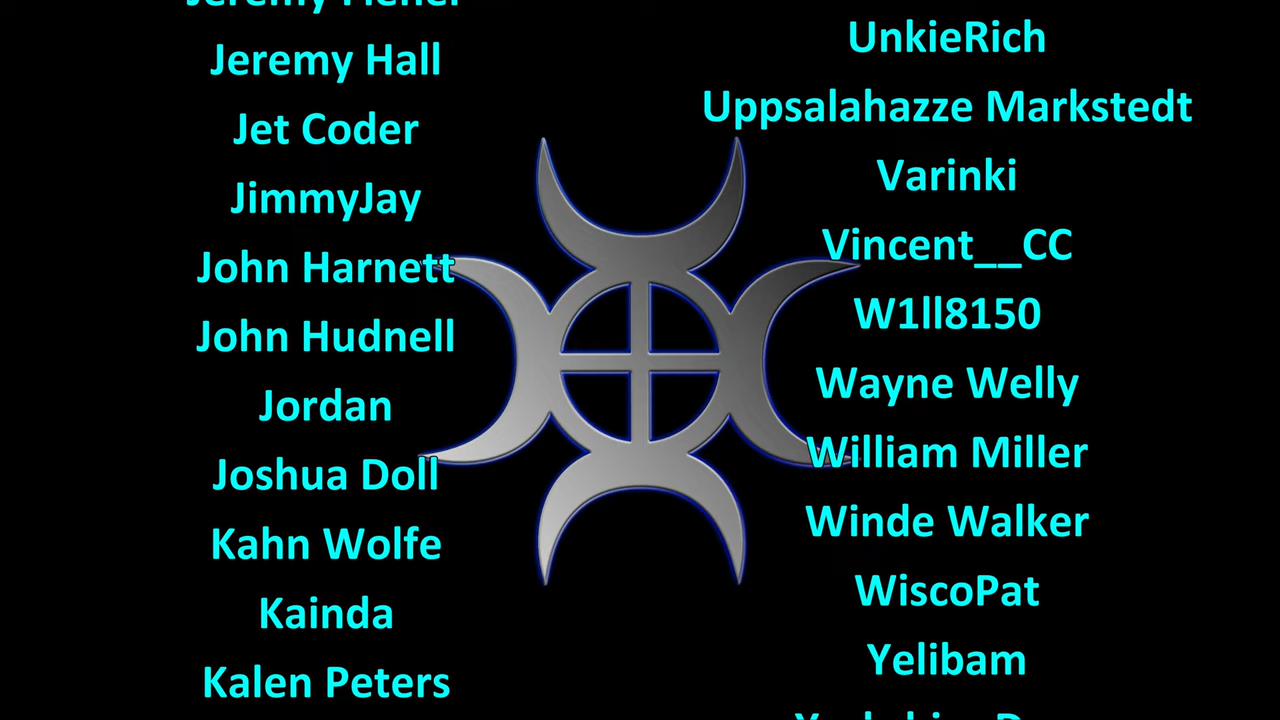 Jeremy Hall
Jet Coder
JimmyJay
John Harnett
John Hudnell
Jordan
Joshua Doll
Kahn Wolfe
Kainda
Kalen Peters
UnkieRich
Uppsalahazze Markstedt
Varinki
Vincent__CC
W1ll8150
Wayne Welly
William Miller
Winde Walker
WiscoPat
Yelibam